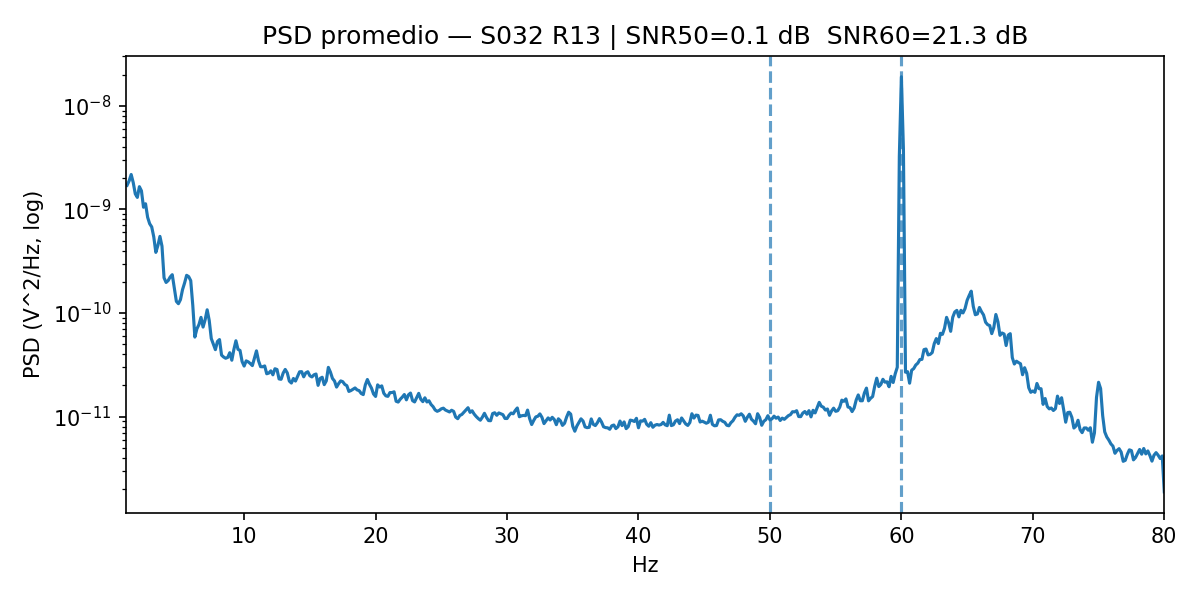 PSD promedio — S032 R13 | SNR50=0.1 dB  SNR60=21.3 dB
PSD (V^2/Hz, log)
10⁻⁸
10⁻⁹
10⁻¹⁰
10⁻¹¹
10 20 30 40 50 60 70 80
Hz